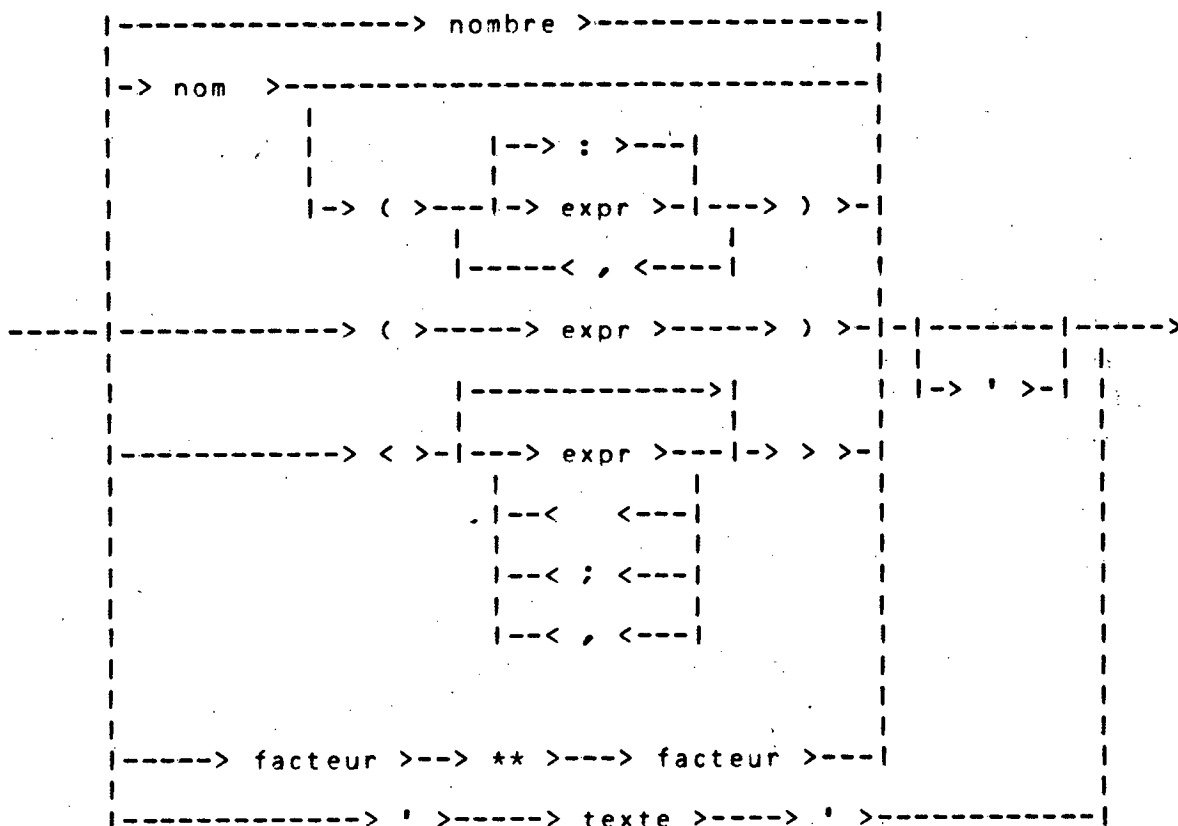 |----------------> nombre >----------------|
|-> nom >----------------------------------|
|--> : >---|
|-> ( >---|-> expr >-|---> ) >-|
|-----< , <----|
-----|------------> ( >-----> expr >-----> ) >-|-|-------|----->
|-> ' >-|
|------------->|
|------------> < >-|---> expr >---|-> > >-|
|--< <---|
|--< ; <---|
|--< , <---|
|-----> facteur >--> ** >---> facteur >---|
|-------------> ' >-----> texte >----> ' >------------|